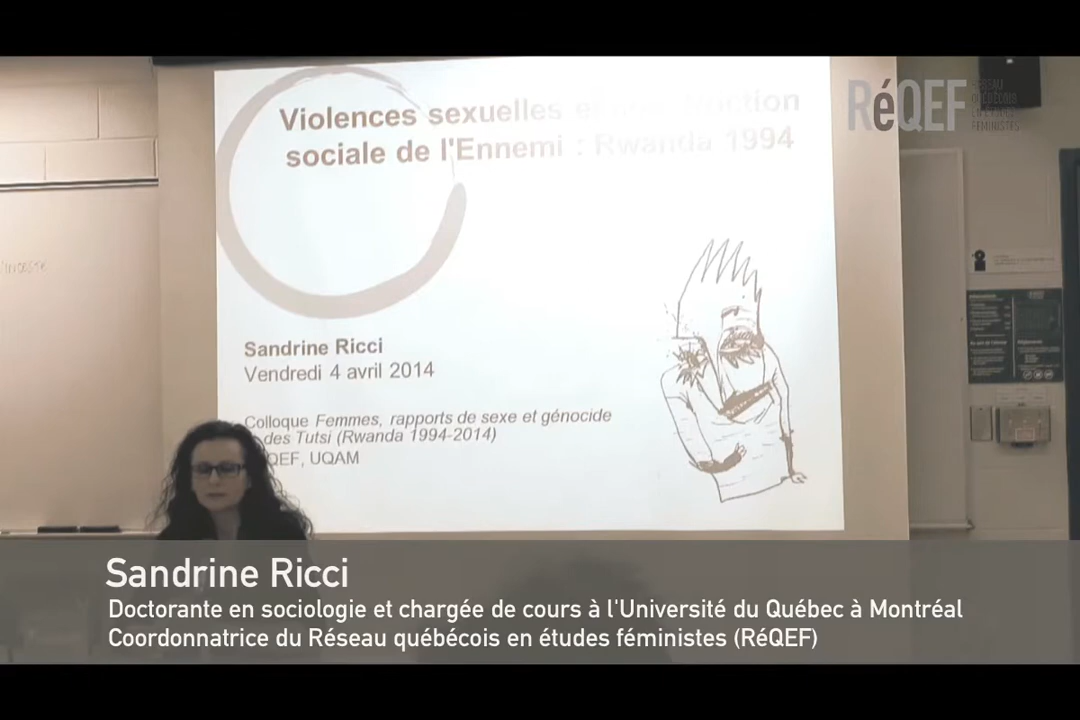 Violences sexuelles et construction
sociale de l'Ennemi : Rwanda 1994
RéQEF
Sandrine Ricci
Vendredi 4 avril 2014
Colloque Femmes, rapports de sexe et génocide
des Tutsi (Rwanda 1994-2014)
QEF, UQAM
Sandrine Ricci
Doctorante en sociologie et chargée de cours à l'Université du Québec à Montréal
Coordonnatrice du Réseau québécois en études féministes (RéQEF)